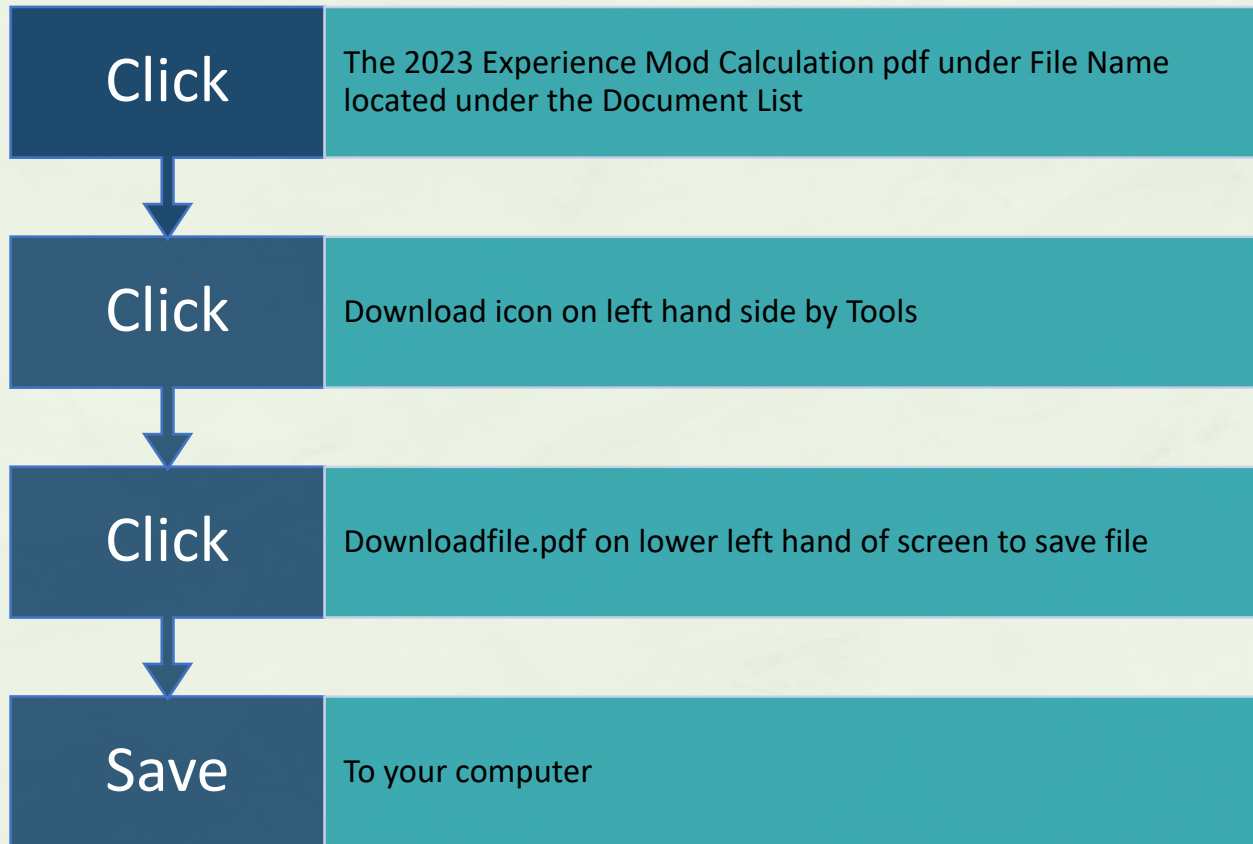 Click
The 2023 Experience Mod Calculation pdf under File Name
located under the Document List
Click
Download icon on left hand side by Tools
Click
Downloadfile.pdf on lower left hand of screen to save file
Save
To your computer